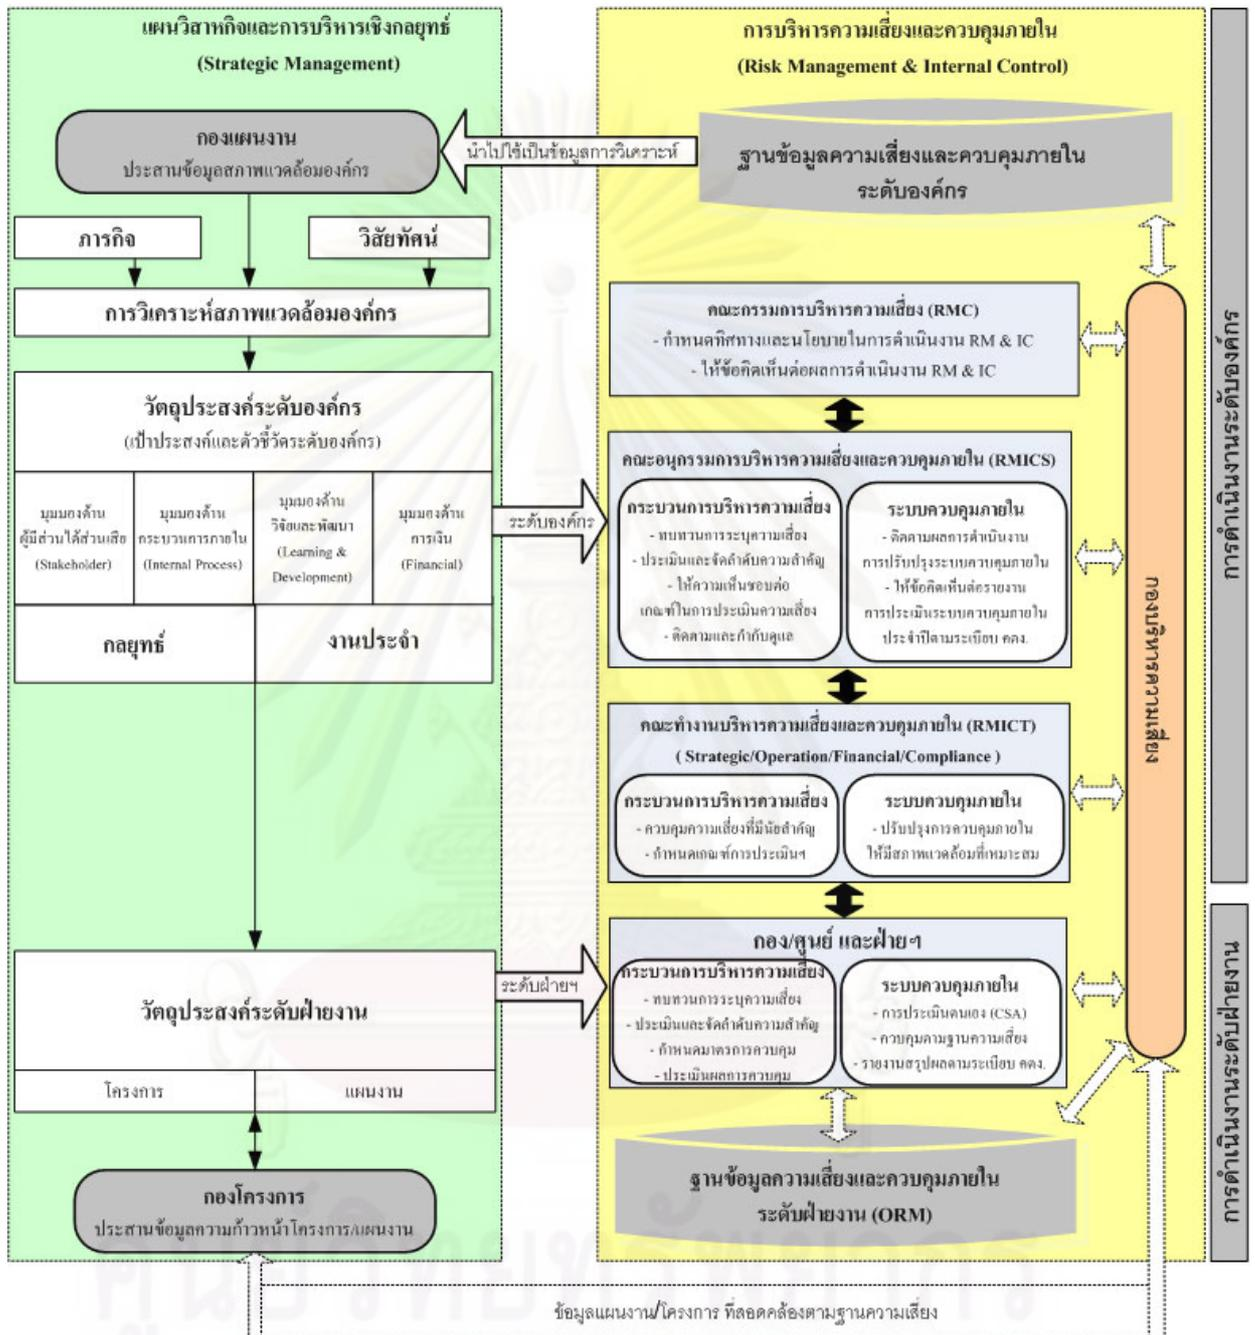 แผนวิสาหกิจและการบริหารเชิงกลยุทธ์
(Strategic Management)
กองแผนงาน
ประสานข้อมูลสภาพแวดล้อมองค์กร
ภารกิจ
วิสัยทัศน์
การวิเคราะห์สภาพแวดล้อมองค์กร
วัตถุประสงค์ระดับองค์กร
(เป้าประสงค์และตัวชี้วัดระดับองค์กร)
มุมมองด้าน
ผู้มีส่วนได้ส่วนเสีย
(Stakeholder)
มุมมองด้าน
กระบวนการภายใน
(Internal Process)
มุมมองด้าน
วิจัยและพัฒนา
(Learning &
Development)
มุมมองด้าน
การเงิน
(Financial)
กลยุทธ์
งานประจำ
วัตถุประสงค์ระดับฝ่ายงาน
โครงการ
แผนงาน
กองโครงการ
ประสานข้อมูลความก้าวหน้าโครงการ/แผนงาน
นำไปใช้เป็นข้อมูลการวิเคราะห์
ระดับองค์กร
ระดับฝ่ายฯ
การบริหารความเสี่ยงและควบคุมภายใน
(Risk Management & Internal Control)
ฐานข้อมูลความเสี่ยงและควบคุมภายใน
ระดับองค์กร
คณะกรรมการบริหารความเสี่ยง (RMC)
- กำหนดทิศทางและนโยบายในการดำเนินงาน RM & IC
- ให้ข้อคิดเห็นต่อผลการดำเนินงาน RM & IC
คณะอนุกรรมการบริหารความเสี่ยงและควบคุมภายใน (RMICS)
กระบวนการบริหารความเสี่ยง
- ทบทวนการระบุความเสี่ยง
- ประเมินและจัดลำดับความสำคัญ
- ให้ความเห็นชอบต่อ
เกณฑ์ในการประเมินความเสี่ยง
- ติดตามและกำกับดูแล
ระบบควบคุมภายใน
- ติดตามผลการดำเนินงาน
การปรับปรุงระบบควบคุมภายใน
- ให้ข้อคิดเห็นต่อรายงาน
การประเมินระบบควบคุมภายใน
ประจำปีตามระเบียบ คตง.
คณะทำงานบริหารความเสี่ยงและควบคุมภายใน (RMICT)
( Strategic/Operation/Financial/Compliance )
กระบวนการบริหารความเสี่ยง
- ควบคุมความเสี่ยงที่มีนัยสำคัญ
- กำหนดเกณฑ์การประเมินฯ
ระบบควบคุมภายใน
- ปรับปรุงการควบคุมภายใน
ให้มีสภาพแวดล้อมที่เหมาะสม
กอง/ศูนย์ และฝ่ายฯ
กระบวนการบริหารความเสี่ยง
- ทบทวนการระบุความเสี่ยง
- ประเมินและจัดลำดับความสำคัญ
- กำหนดมาตรการควบคุม
- ประเมินผลการควบคุม
ระบบควบคุมภายใน
- การประเมินตนเอง (CSA)
- ควบคุมตามฐานความเสี่ยง
- รายงานสรุปผลตามระเบียบ คตง.
ฐานข้อมูลความเสี่ยงและควบคุมภายใน
ระดับฝ่ายงาน (ORM)
กองบริหารความเสี่ยง
การดำเนินงานระดับองค์กร
การดำเนินงานระดับฝ่ายงาน
ข้อมูลแผนงาน/โครงการ ที่สอดคล้องตามฐานความเสี่ยง
ศูนย์วิทยทรัพยากร